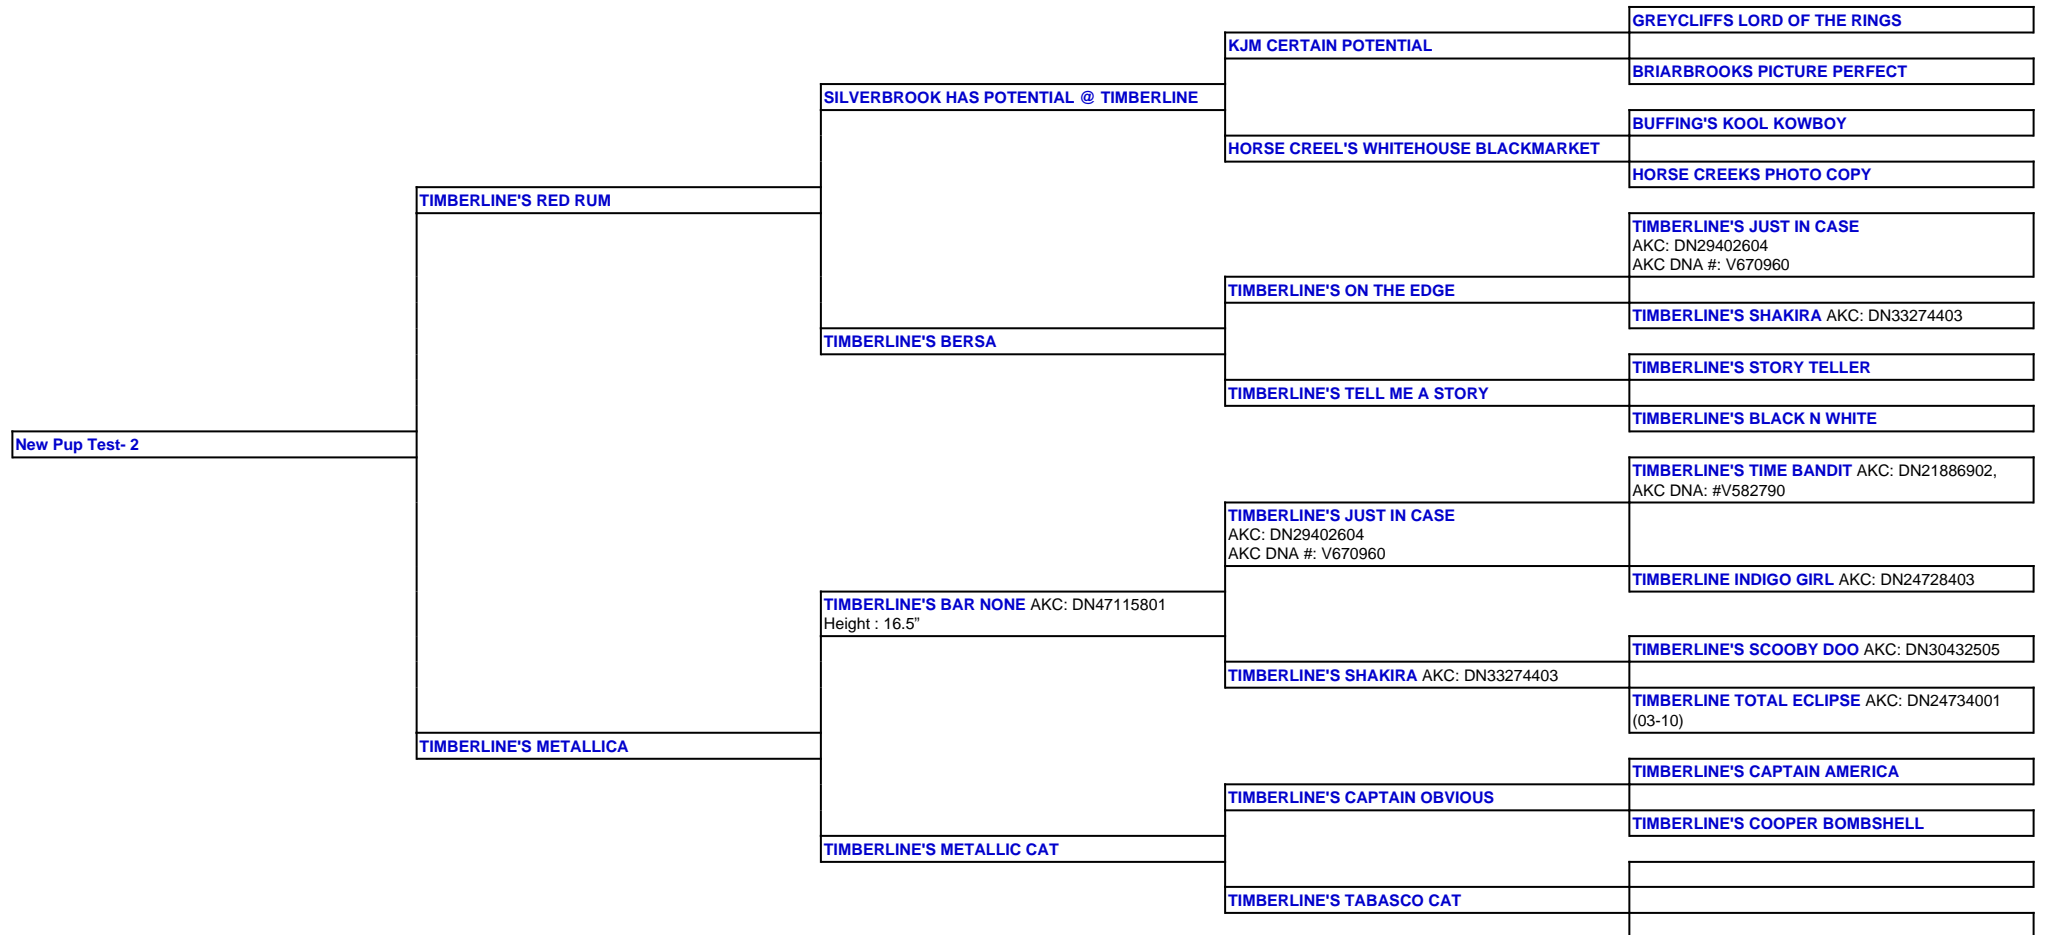 GREYCLIFFS LORD OF THE RINGS
KJM CERTAIN POTENTIAL
BRIARBROOKS PICTURE PERFECT
SILVERBROOK HAS POTENTIAL @ TIMBERLINE
BUFFING'S KOOL KOWBOY
HORSE CREEL'S WHITEHOUSE BLACKMARKET
HORSE CREEKS PHOTO COPY
TIMBERLINE'S RED RUM
TIMBERLINE'S JUST IN CASE
AKC: DN29402604
AKC DNA #: V670960
TIMBERLINE'S ON THE EDGE
TIMBERLINE'S SHAKIRA AKC: DN33274403
TIMBERLINE'S BERSA
TIMBERLINE'S STORY TELLER
TIMBERLINE'S TELL ME A STORY
TIMBERLINE'S BLACK N WHITE
New Pup Test- 2
TIMBERLINE'S TIME BANDIT AKC: DN21886902,
AKC DNA: #V582790
TIMBERLINE'S JUST IN CASE
AKC: DN29402604
AKC DNA #: V670960
TIMBERLINE INDIGO GIRL AKC: DN24728403
TIMBERLINE'S BAR NONE AKC: DN47115801
Height : 16.5”
TIMBERLINE'S SCOOBY DOO AKC: DN30432505
TIMBERLINE'S SHAKIRA AKC: DN33274403
TIMBERLINE TOTAL ECLIPSE AKC: DN24734001
(03-10)
TIMBERLINE'S METALLICA
TIMBERLINE'S CAPTAIN AMERICA
TIMBERLINE'S CAPTAIN OBVIOUS
TIMBERLINE'S COOPER BOMBSHELL
TIMBERLINE'S METALLIC CAT
TIMBERLINE'S TABASCO CAT